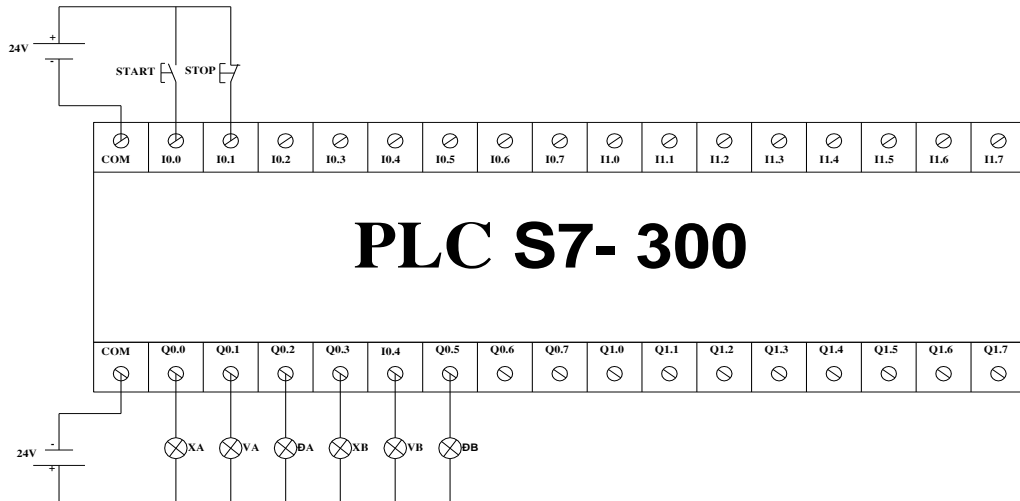 +
24V
-
START STOP
COM I0.0 I0.1 I0.2 I0.3 I0.4 I0.5 I0.6 I0.7 I1.0 I1.1 I1.2 I1.3 I1.4 I1.5 I1.6 I1.7
PLC S7- 300
COM Q0.0 Q0.1 Q0.2 Q0.3 I0.4 Q0.5 Q0.6 Q0.7 Q1.0 Q1.1 Q1.2 Q1.3 Q1.4 Q1.5 Q1.6 Q1.7
-
24V
+
XA VA ĐA XB VB ĐB